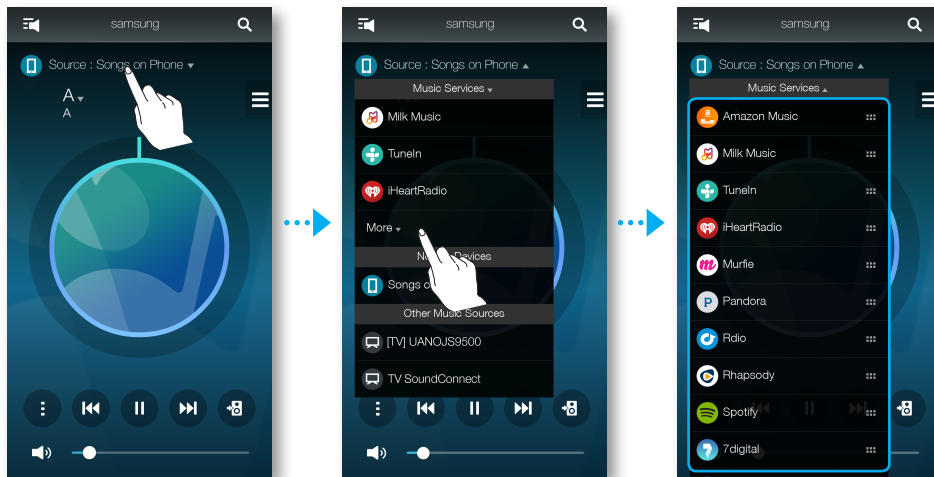 samsung
Source : Songs on Phone
A
A
samsung
Source : Songs on Phone
Music Services
Milk Music
TuneIn
iHeartRadio
More
Devices
Songs
Other Music Sources
[TV] UANOJS9500
TV SoundConnect
samsung
Source : Songs on Phone
Music Services
Amazon Music
Milk Music
TuneIn
iHeartRadio
Murfie
Pandora
Rdio
Rhapsody
Spotify
7digital